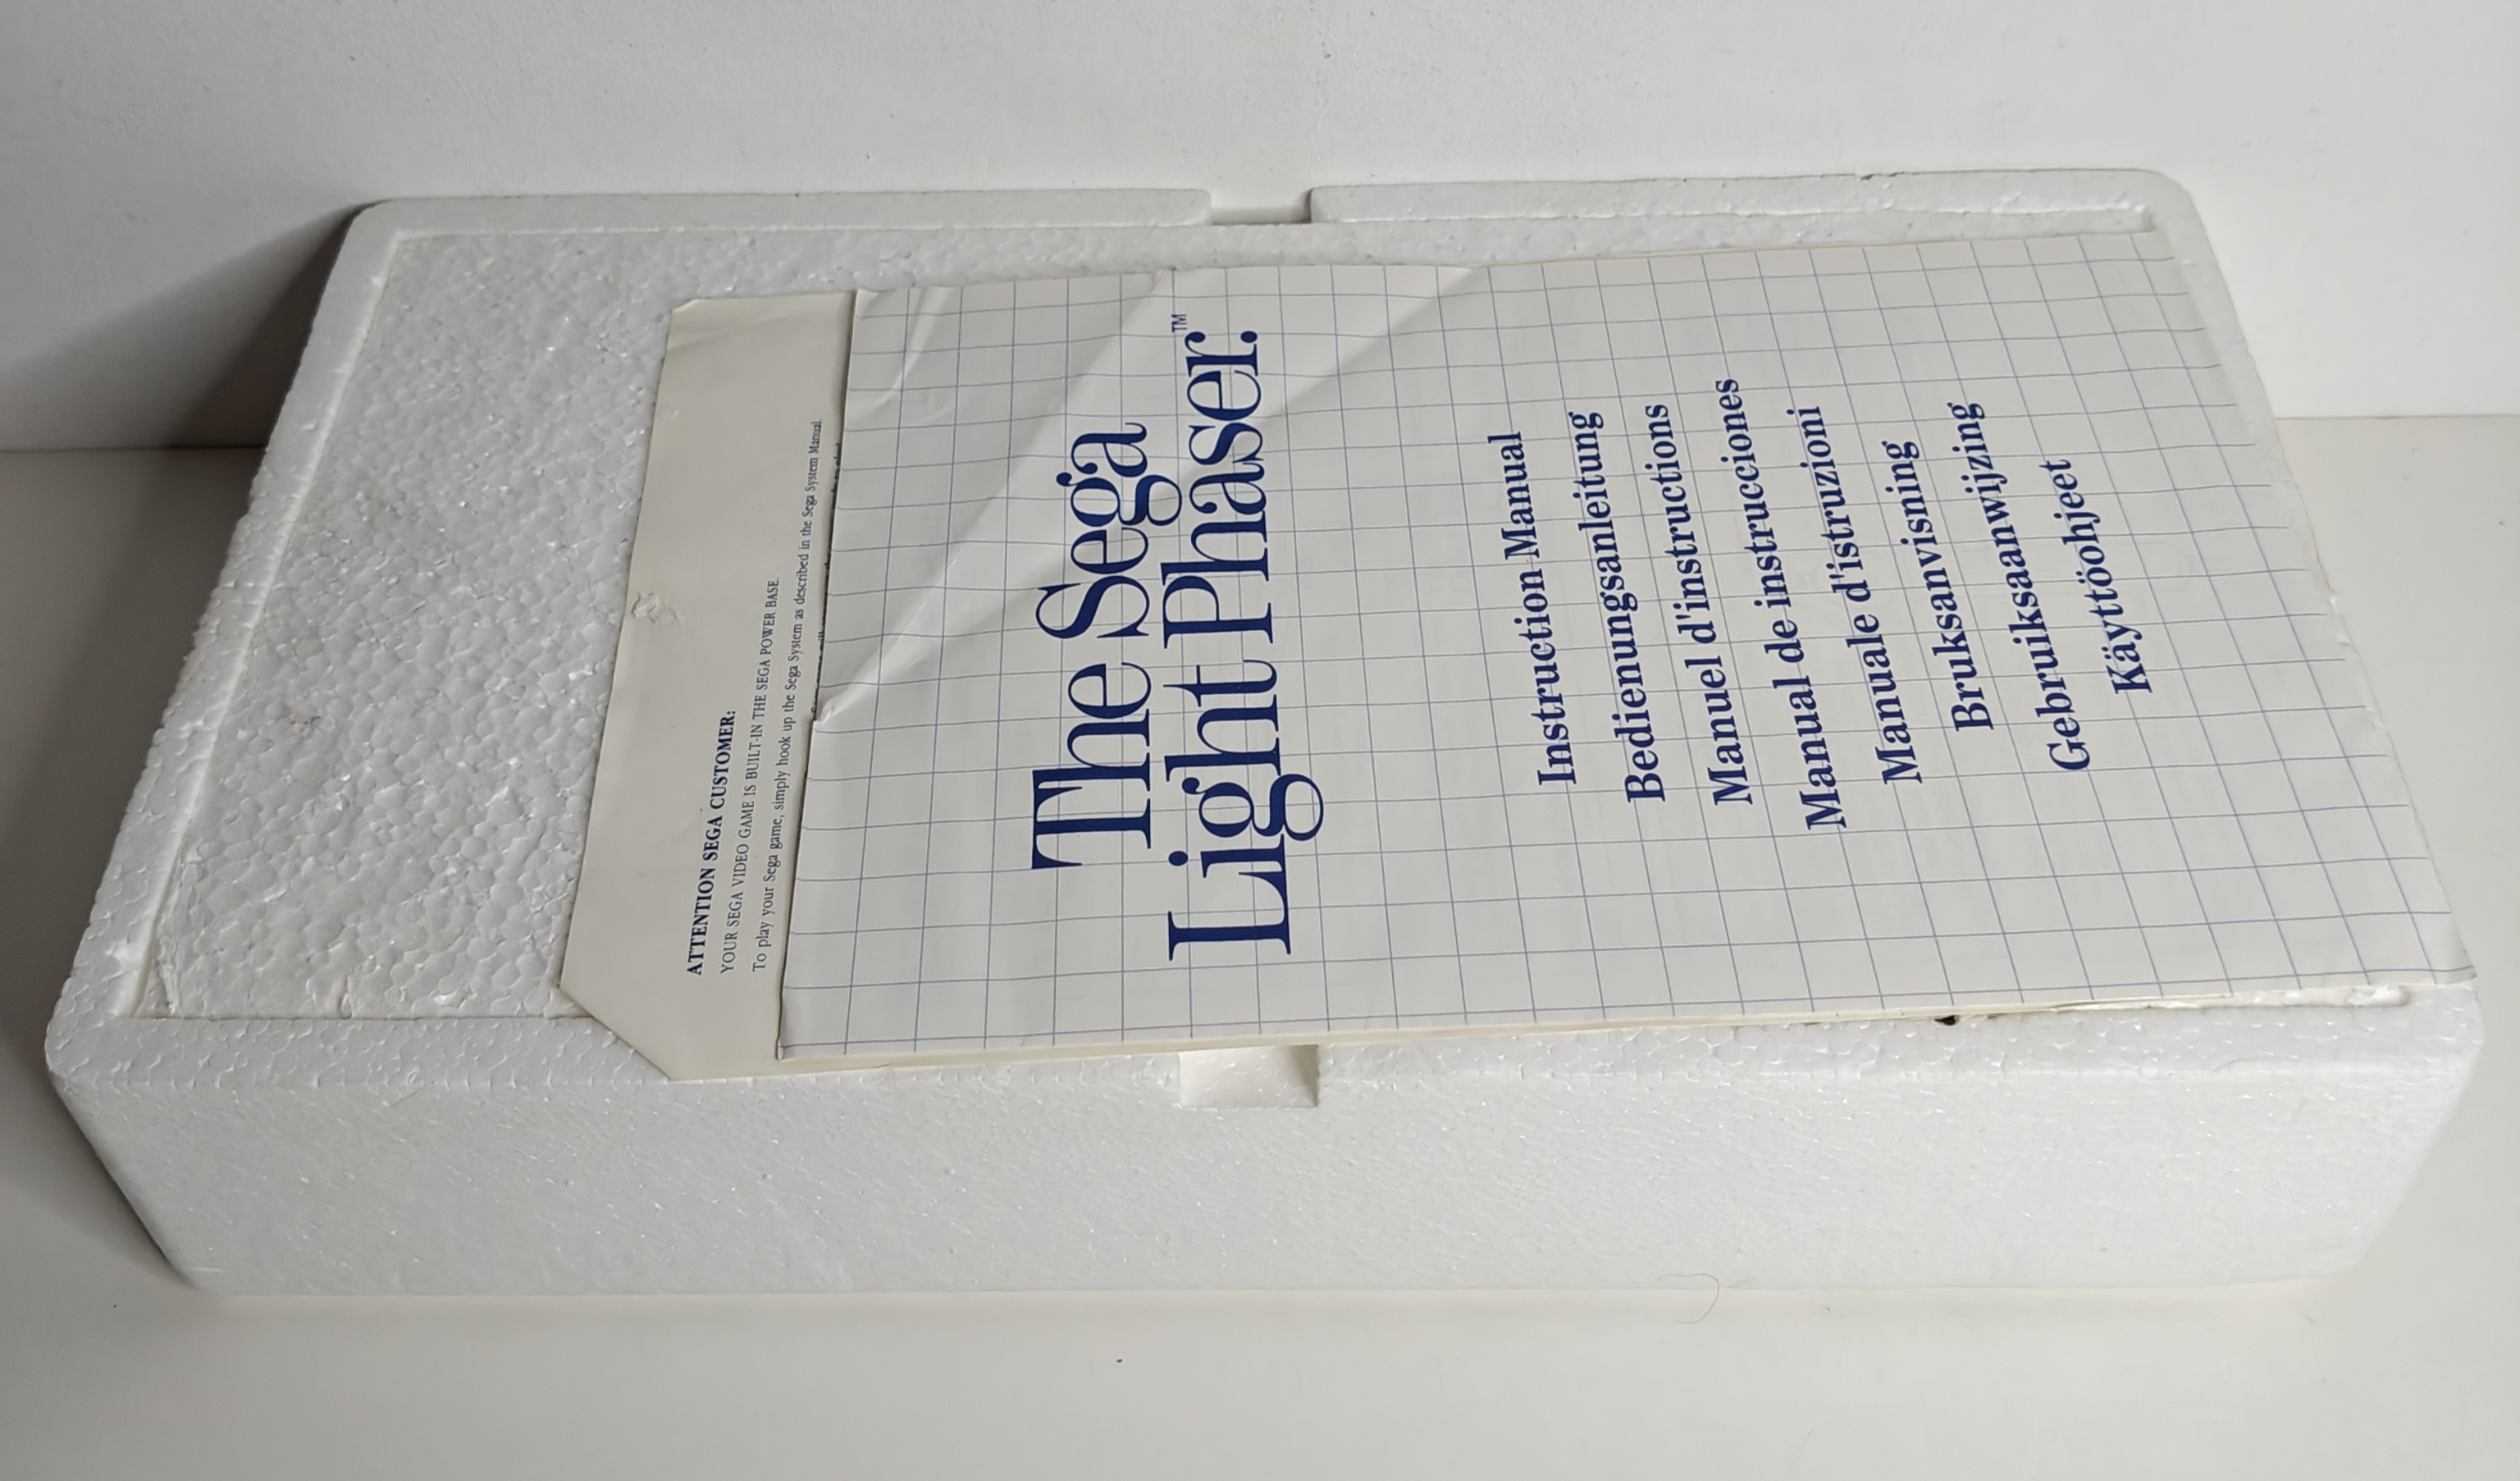 ATTENTION SEGA CUSTOMER:
YOUR SEGA VIDEO GAME IS BUILT-IN THE SEGA POWER BASE.
To play your Sega game, simply hook up the Sega System as described in the Sega System Manual.
The Sega
Light Phaser.™
Instruction Manual
Bedienungsanleitung
Manuel d'instructions
Manual de instrucciones
Manuale d'istruzioni
Bruksanvisning
Gebruiksaanwijzing
Käyttöohjeet